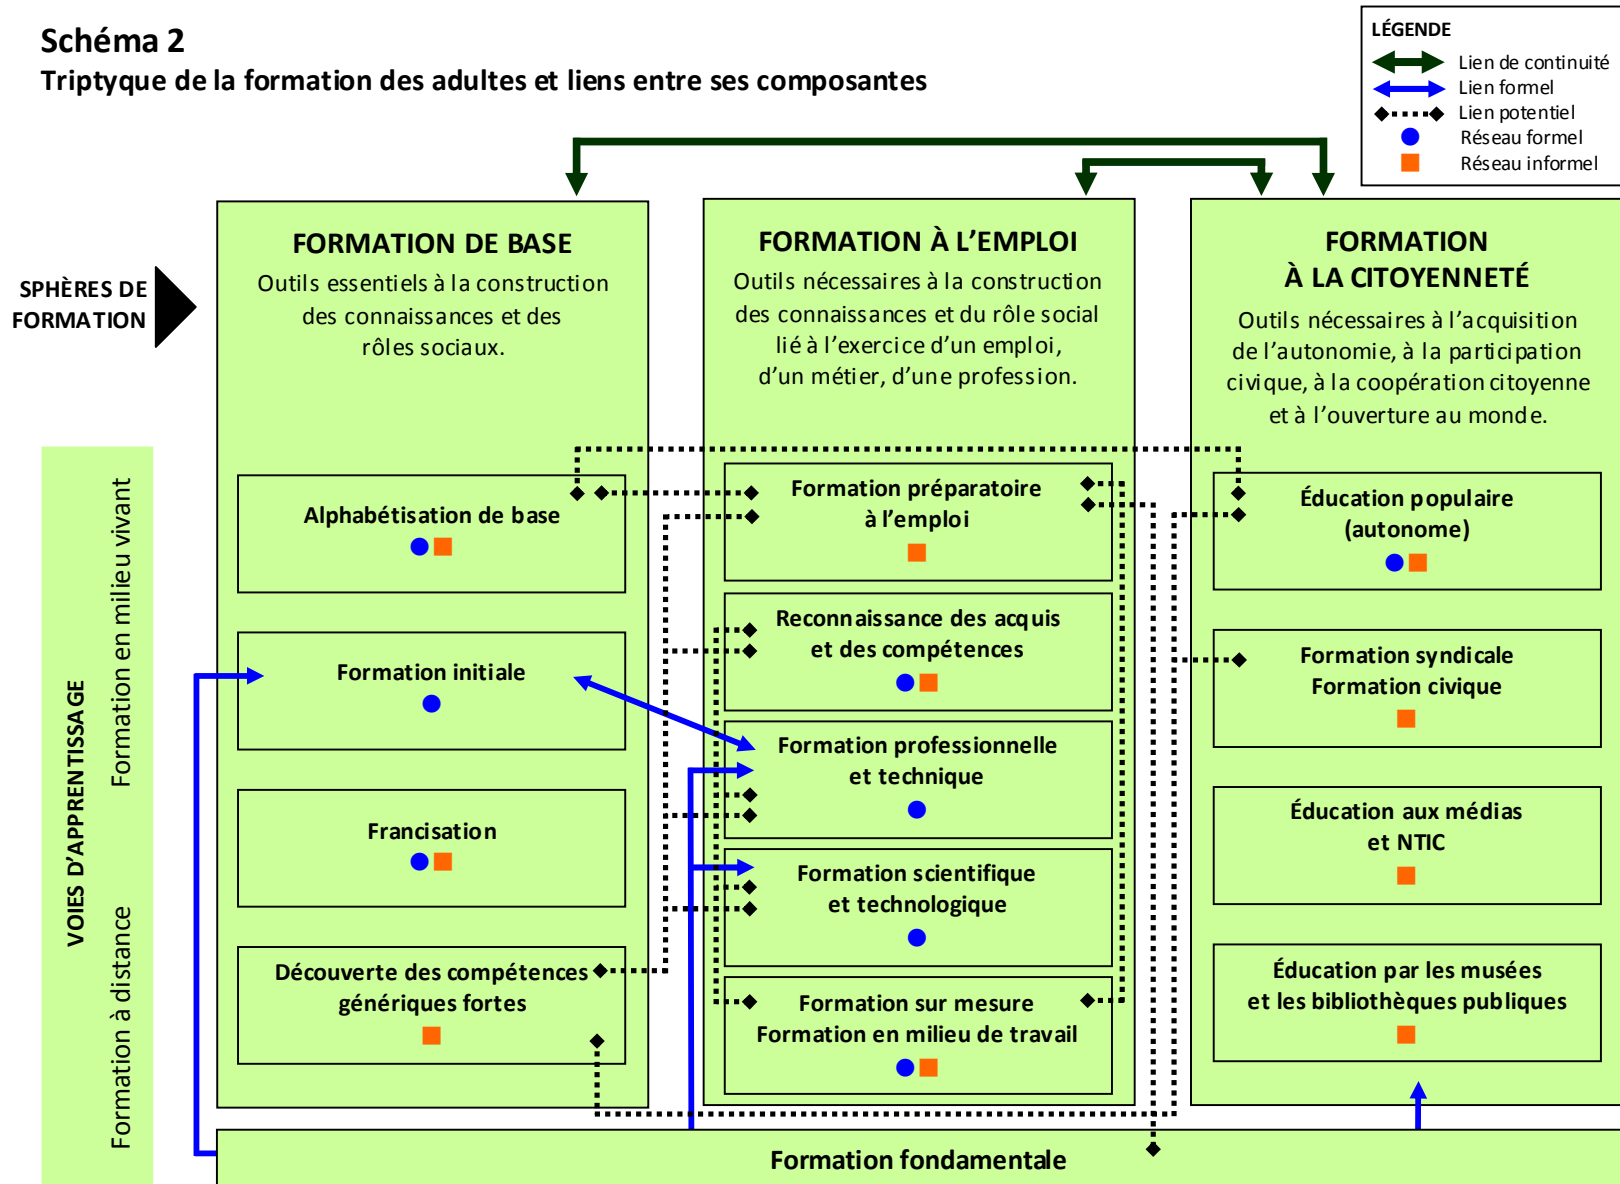 Schéma 2
Triptyque de la formation des adultes et liens entre ses composantes
LÉGENDE
Lien de continuité
Lien formel
Lien potentiel
Réseau formel
Réseau informel
SPHÈRES DE
FORMATION
FORMATION DE BASE
Outils essentiels à la construction
des connaissances et des
rôles sociaux.
FORMATION À L’EMPLOI
Outils nécessaires à la construction
des connaissances et du rôle social
lié à l’exercice d’un emploi,
d’un métier, d’une profession.
FORMATION
À LA CITOYENNETÉ
Outils nécessaires à l’acquisition
de l’autonomie, à la participation
civique, à la coopération citoyenne
et à l’ouverture au monde.
VOIES D’APPRENTISSAGE
Formation en milieu vivant
Formation à distance
Alphabétisation de base
Formation initiale
Francisation
Découverte des compétences
génériques fortes
Formation préparatoire
à l’emploi
Reconnaissance des acquis
et des compétences
Formation professionnelle
et technique
Formation scientifique
et technologique
Formation sur mesure
Formation en milieu de travail
Éducation populaire
(autonome)
Formation syndicale
Formation civique
Éducation aux médias
et NTIC
Éducation par les musées
et les bibliothèques publiques
Formation fondamentale